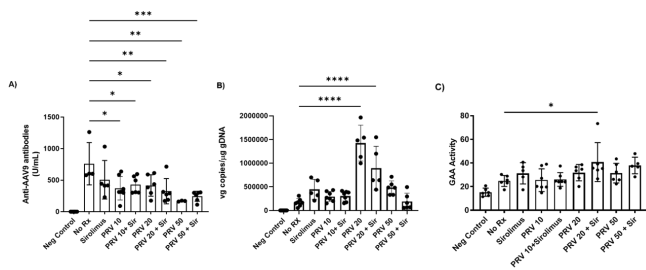 A)
***
**
**
*
*
*
Anti-AAV9 antibodies
(U/mL)
1500
1000
500
0
Neg Control
No Rx
Sirolimus
PRV 10
PRV 10+ Sir
PRV 20
PRV 20 + Sir
PRV 50
PRV 50 + Sir
B)
****
****
vg copies/µg gDNA
2000000
1500000
1000000
500000
0
Neg Control
No Rx
Sirolimus
PRV 10
PRV 10+ Sir
PRV 20
PRV 20 + Sir
PRV 50
PRV 50 + Sir
C)
*
GAA Activity
100
80
60
40
20
0
Neg Control
No Rx
Sirolimus
PRV 10
PRV 10+Sirolimus
PRV 20
PRV 20 + Sir
PRV 50
PRV 50 + Sir